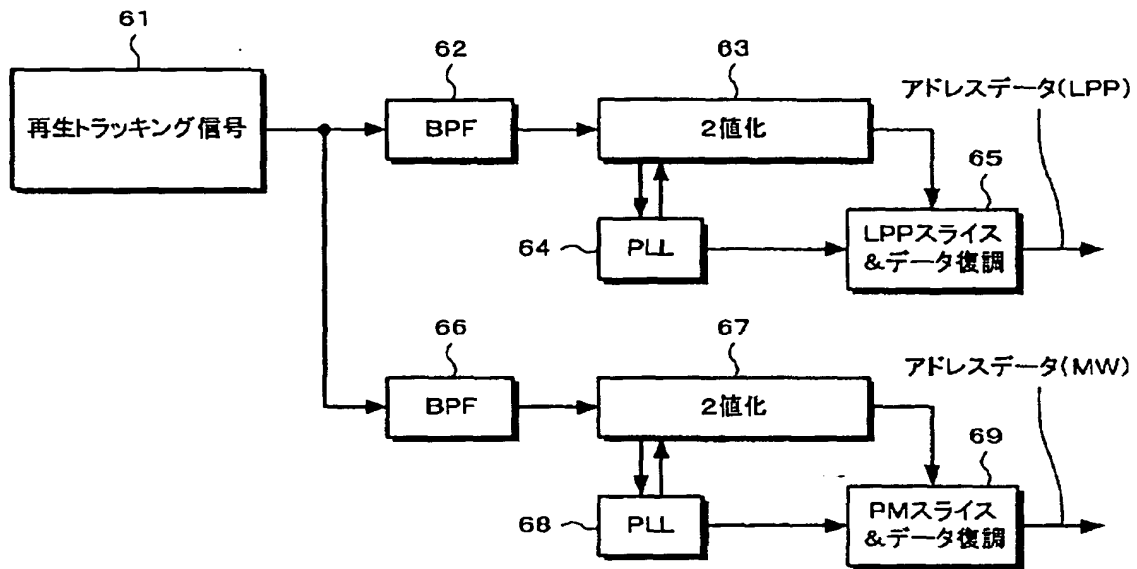 61
再生トラッキング信号
62
BPF
63
2値化
アドレスデータ(LPP)
64
PLL
65
LPPスライス
&データ復調
66
BPF
67
2値化
アドレスデータ(MW)
68
PLL
69
PMスライス
&データ復調